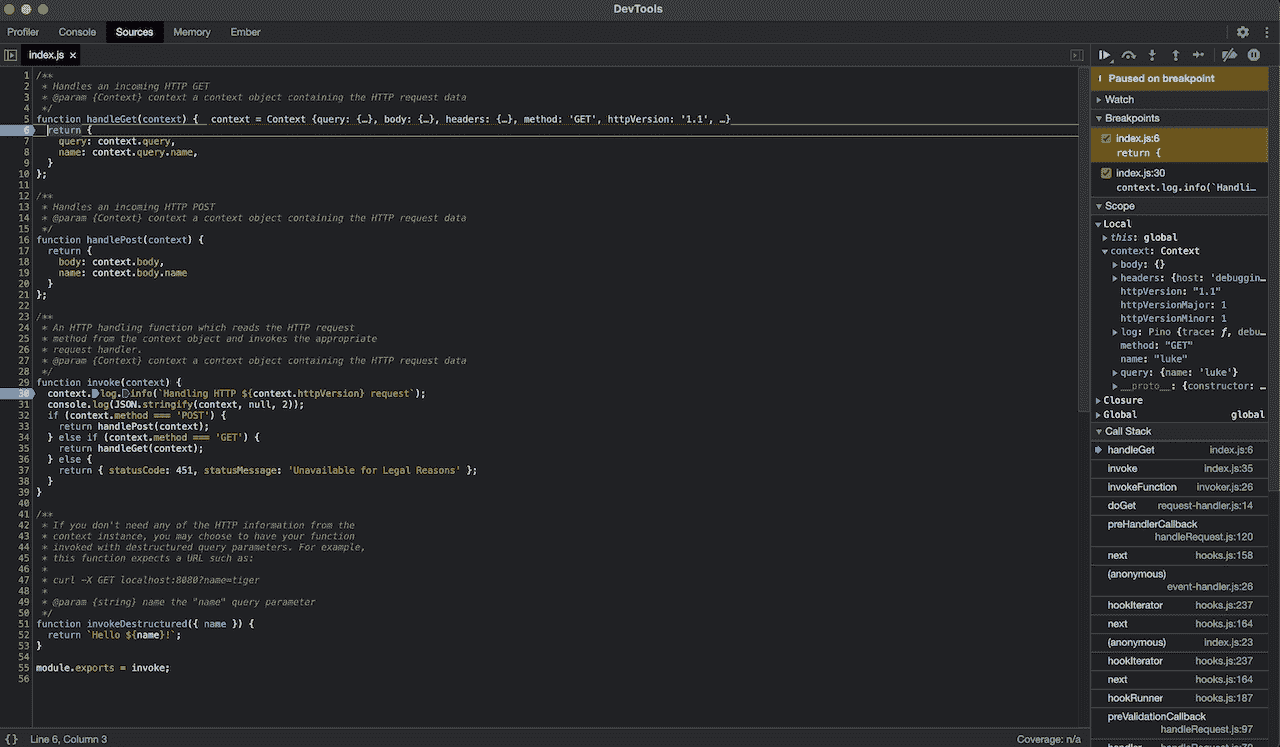 DevTools
Profiler Console Sources Memory Ember
index.js ×
1 /**
2 * Handles an incoming HTTP GET
3 * @param {Context} context a context object containing the HTTP request data
4 */
5 function handleGet(context) { context = Context {query: {…}, body: {…}, headers: {…}, method: 'GET', httpVersion: '1.1', …}
6 return {
7 query: context.query,
8 name: context.query.name,
9 }
10 };
11
12 /**
13 * Handles an incoming HTTP POST
14 * @param {Context} context a context object containing the HTTP request data
15 */
16 function handlePost(context) {
17 return {
18 body: context.body,
19 name: context.body.name
20 }
21 };
22
23 /**
24 * An HTTP handling function which reads the HTTP request
25 * method from the context object and invokes the appropriate
26 * request handler.
27 * @param {Context} context a context object containing the HTTP request data
28 */
29 function invoke(context) {
30 context.log.info(`Handling HTTP ${context.httpVersion} request`);
31 console.log(JSON.stringify(context, null, 2));
32 if (context.method === 'POST') {
33 return handlePost(context);
34 } else if (context.method === 'GET') {
35 return handleGet(context);
36 } else {
37 return { statusCode: 451, statusMessage: 'Unavailable for Legal Reasons' };
38 }
39 }
40
41 /**
42 * If you don't need any of the HTTP information from the
43 * context instance, you may choose to have your function
44 * invoked with destructured query parameters. For example,
45 * this function expects a URL such as:
46 *
47 * curl -X GET localhost:8080?name=tiger
48 *
49 * @param {string} name the "name" query parameter
50 */
51 function invokeDestructured({ name }) {
52 return `Hello ${name}!`;
53 }
54
55 module.exports = invoke;
56
{} Line 6, Column 3
Coverage: n/a
Paused on breakpoint
Watch
Breakpoints
index.js:6
return {
index.js:30
context.log.info(`Handli…
Scope
Local
this: global
context: Context
body: {}
headers: {host: 'debuggin…
httpVersion: "1.1"
httpVersionMajor: 1
httpVersionMinor: 1
log: Pino {trace: ƒ, debu…
method: "GET"
name: "luke"
query: {name: 'luke'}
__proto__: {constructor: …
Closure
Global global
Call Stack
handleGet index.js:6
invoke index.js:35
invokeFunction invoker.js:26
doGet request-handler.js:14
preHandlerCallback
handleRequest.js:120
next hooks.js:158
(anonymous)
event-handler.js:26
hookIterator hooks.js:237
next hooks.js:164
(anonymous) index.js:23
hookIterator hooks.js:237
next hooks.js:164
hookRunner hooks.js:187
preValidationCallback
handleRequest.js:97